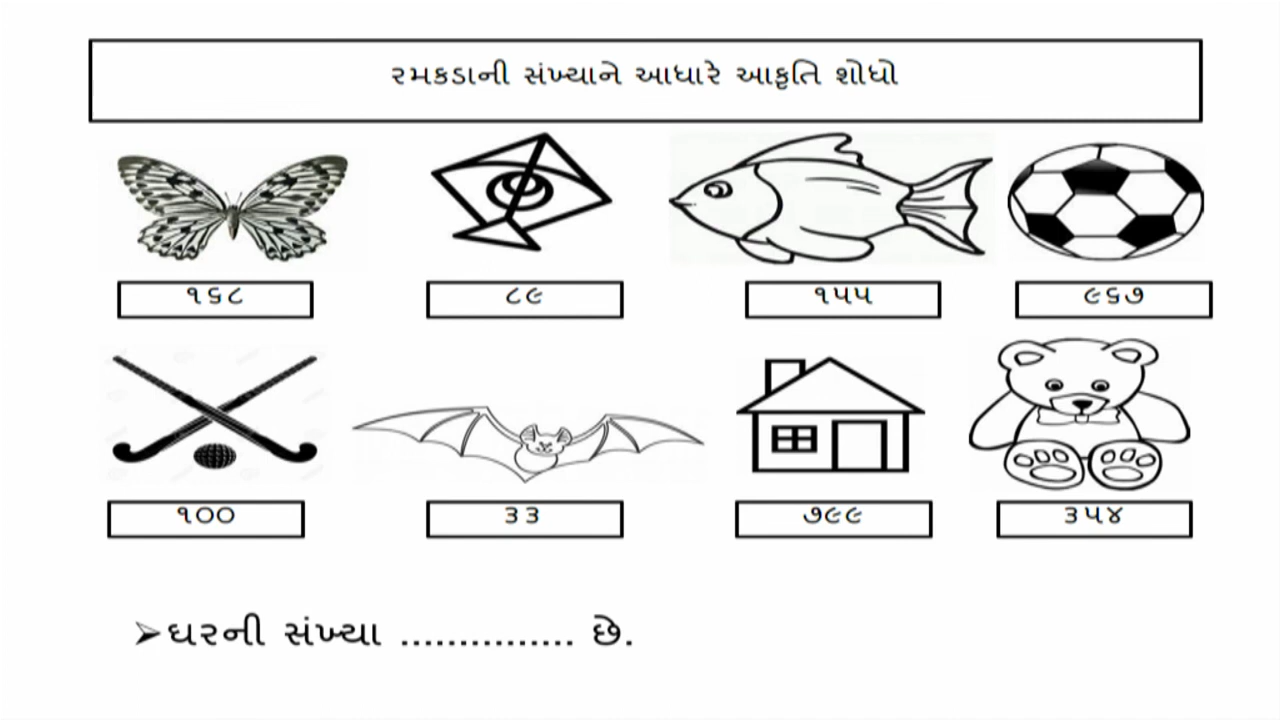 રમકડાની સંખ્યાને આધારે આકૃતિ શોધો
૧૬૮ ૮૯ ૧૫૫ ૯૬૭
૧૦૦ ૩૩ ૭૯૯ ૩૫૪
➢ઘરની સંખ્યા ............... છે.